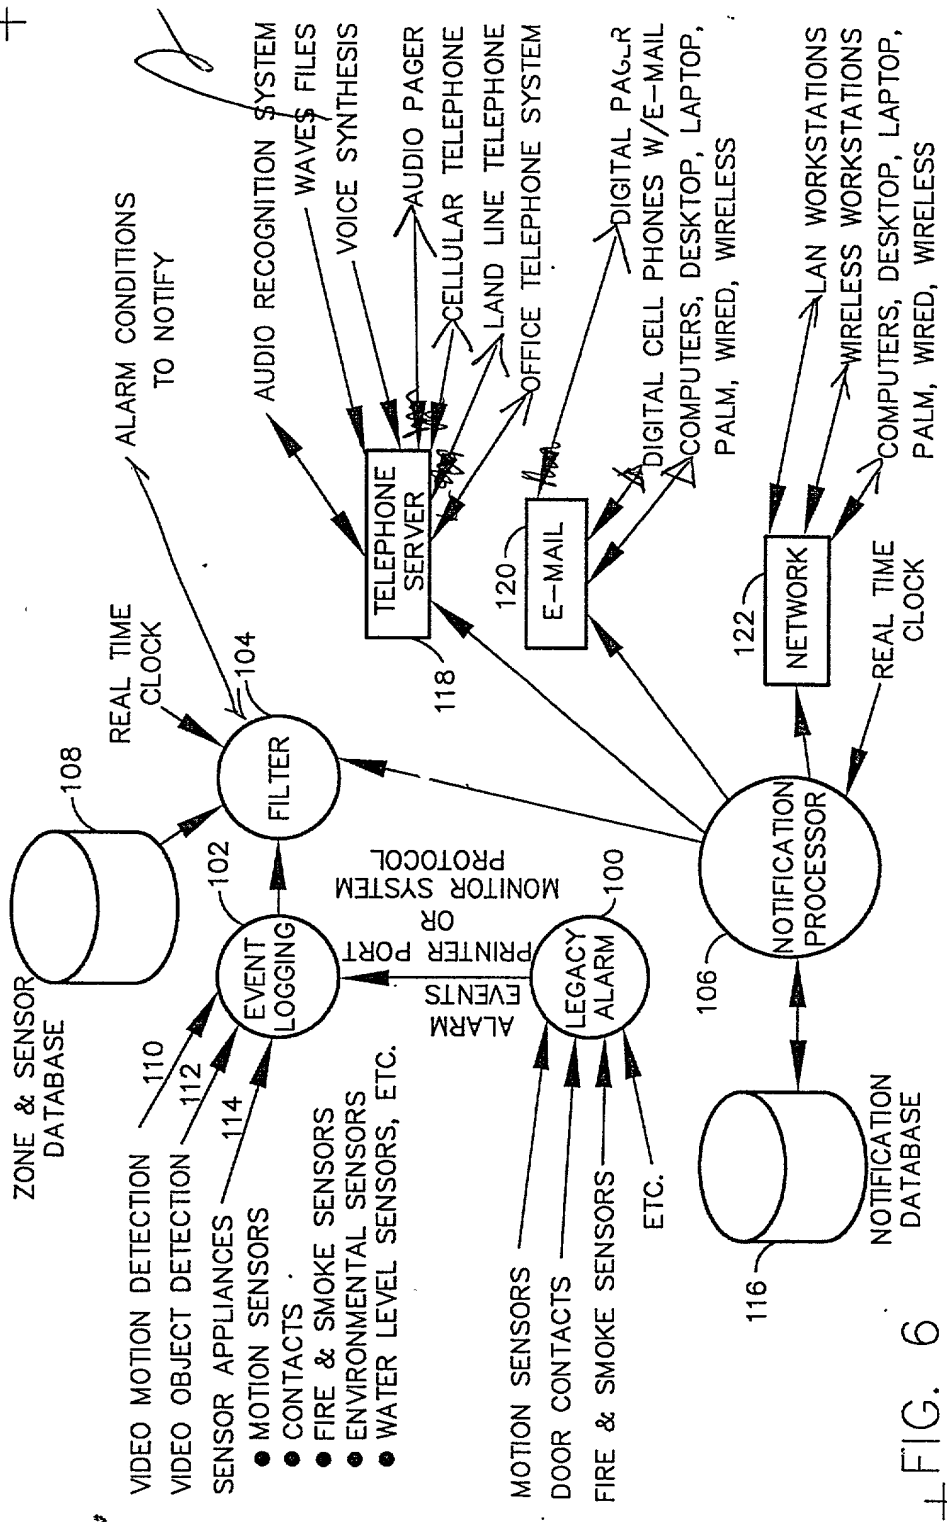 ZONE & SENSOR
DATABASE
108
REAL TIME
CLOCK
ALARM CONDITIONS
TO NOTIFY
104
FILTER
VIDEO MOTION DETECTION
110
VIDEO OBJECT DETECTION
112
SENSOR APPLIANCES
114
● MOTION SENSORS
● CONTACTS
● FIRE & SMOKE SENSORS
● ENVIRONMENTAL SENSORS
● WATER LEVEL SENSORS, ETC.
102
EVENT
LOGGING
ALARM
EVENTS
PRINTER PORT
OR
MONITOR SYSTEM
PROTOCOL
AUDIO RECOGNITION SYSTEM
WAVES FILES
VOICE SYNTHESIS
AUDIO PAGER
CELLULAR TELEPHONE
LAND LINE TELEPHONE
OFFICE TELEPHONE SYSTEM
TELEPHONE
SERVER
118
MOTION SENSORS
DOOR CONTACTS
FIRE & SMOKE SENSORS
ETC.
100
LEGACY
ALARM
120
E-MAIL
DIGITAL PAGER
DIGITAL CELL PHONES W/E-MAIL
COMPUTERS, DESKTOP, LAPTOP,
PALM, WIRED, WIRELESS
106
NOTIFICATION
PROCESSOR
122
NETWORK
LAN WORKSTATIONS
WIRELESS WORKSTATIONS
COMPUTERS, DESKTOP, LAPTOP,
PALM, WIRED, WIRELESS
REAL TIME
CLOCK
116
NOTIFICATION
DATABASE
FIG. 6